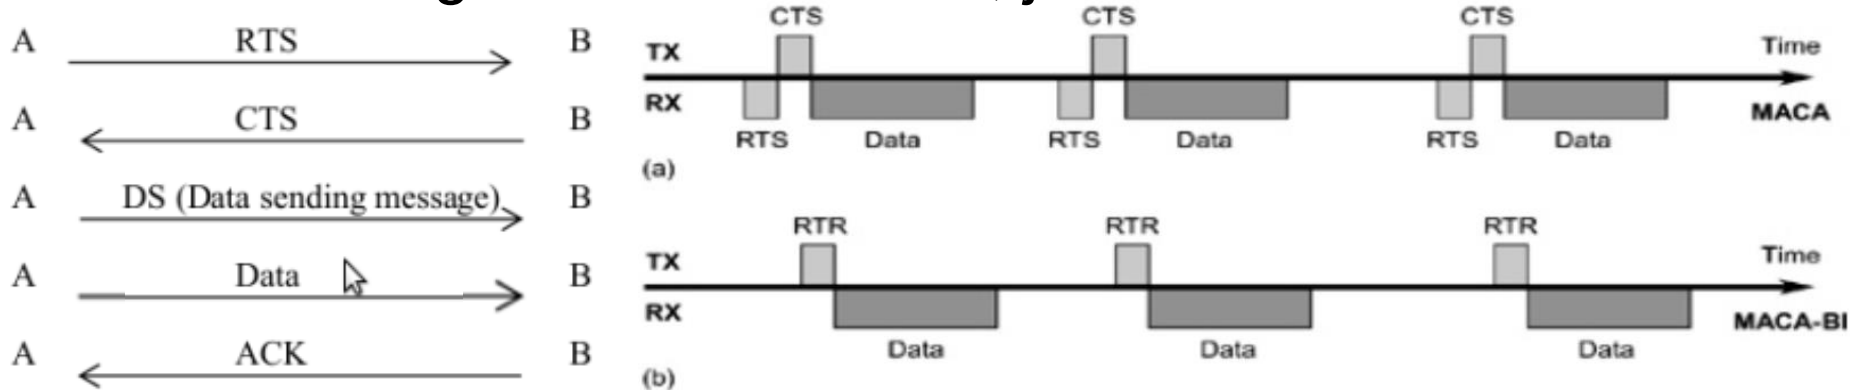 A RTS B
A CTS B
A DS (Data sending message) B
A Data B
A ACK B
CTS CTS CTS
TX Time
RX MACA
RTS Data RTS Data RTS Data
(a)
RTR RTR RTR
TX Time
RX MACA-BI
Data Data Data
(b)